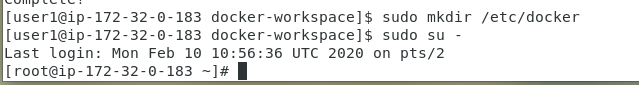 [user1@ip-172-32-0-183 docker-workspace]$ sudo mkdir /etc/docker
[user1@ip-172-32-0-183 docker-workspace]$ sudo su -
Last login: Mon Feb 10 10:56:36 UTC 2020 on pts/2
[root@ip-172-32-0-183 ~]#